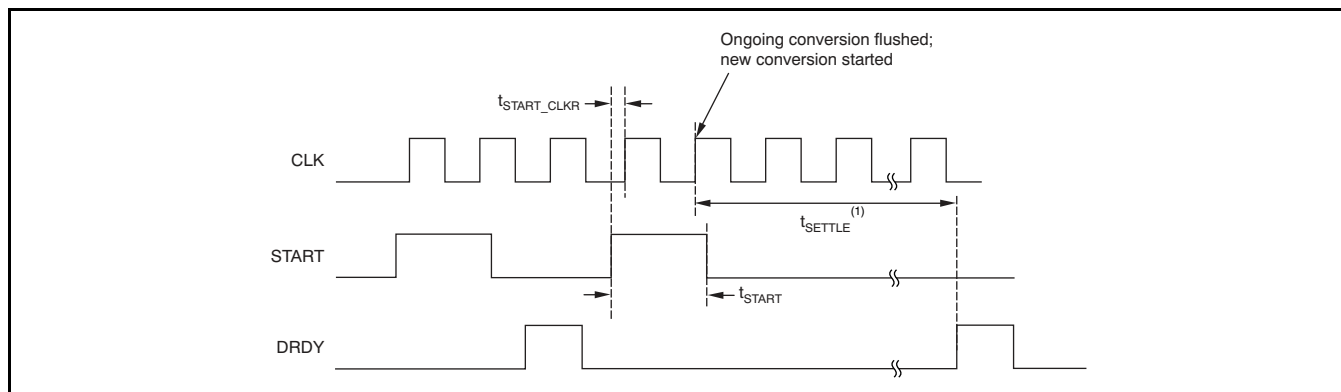 Ongoing conversion flushed;
new conversion started
tSTART_CLKR
CLK
tSETTLE(1)
START
tSTART
DRDY